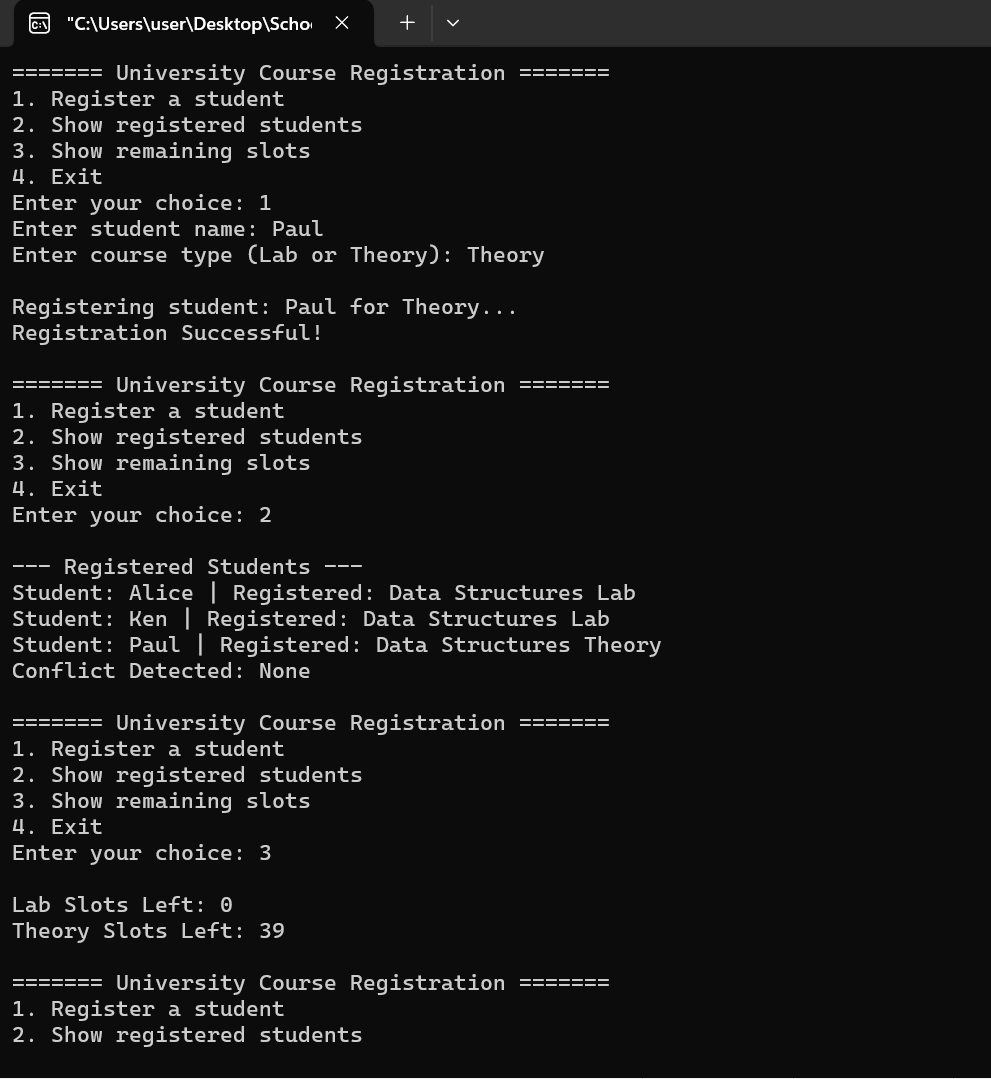 "C:\Users\user\Desktop\Scho
======= University Course Registration =======
1. Register a student
2. Show registered students
3. Show remaining slots
4. Exit
Enter your choice: 1
Enter student name: Paul
Enter course type (Lab or Theory): Theory
Registering student: Paul for Theory...
Registration Successful!
======= University Course Registration =======
1. Register a student
2. Show registered students
3. Show remaining slots
4. Exit
Enter your choice: 2
--- Registered Students ---
Student: Alice | Registered: Data Structures Lab
Student: Ken | Registered: Data Structures Lab
Student: Paul | Registered: Data Structures Theory
Conflict Detected: None
======= University Course Registration =======
1. Register a student
2. Show registered students
3. Show remaining slots
4. Exit
Enter your choice: 3
Lab Slots Left: 0
Theory Slots Left: 39
======= University Course Registration =======
1. Register a student
2. Show registered students